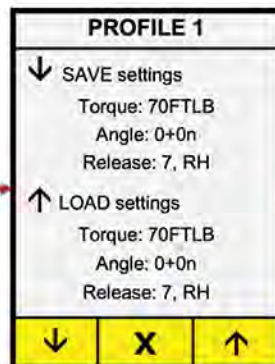 PROFILE 1
↓ SAVE settings
Torque: 70FTLB
Angle: 0+0n
Release: 7, RH
↑ LOAD settings
Torque: 70FTLB
Angle: 0+0n
Release: 7, RH
↓ X ↑